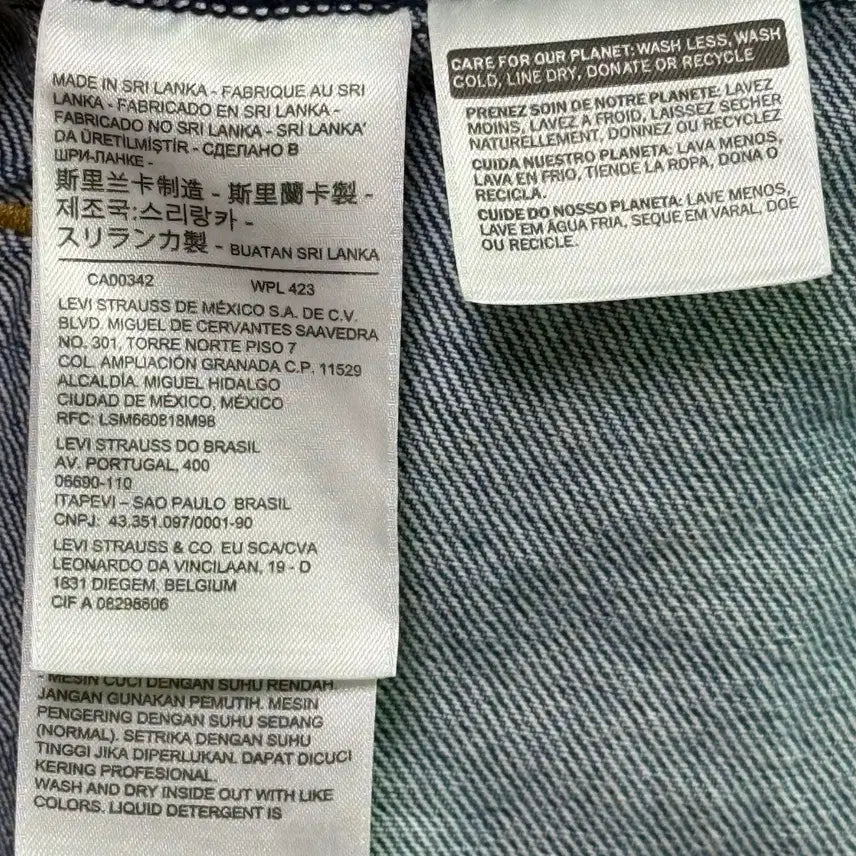 MADE IN SRI LANKA - FABRIQUE AU SRI
LANKA - FABRICADO EN SRI LANKA -
FABRICADO NO SRI LANKA - SRİ LANKA'
DA ÜRETİLMİŞTİR - СДЕЛАНО В
ШРИ-ЛАНКЕ -
斯里兰卡制造 - 斯里蘭卡製 -
제조국:스리랑카 -
スリランカ製 - BUATAN SRI LANKA
CA00342 WPL 423
LEVI STRAUSS DE MÉXICO S.A. DE C.V.
BLVD. MIGUEL DE CERVANTES SAAVEDRA
NO. 301, TORRE NORTE PISO 7
COL. AMPLIACIÓN GRANADA C.P. 11529
ALCALDÍA. MIGUEL HIDALGO
CIUDAD DE MÉXICO, MÉXICO
RFC: LSM660818M98
LEVI STRAUSS DO BRASIL
AV. PORTUGAL, 400
06690-110
ITAPEVI – SAO PAULO BRASIL
CNPJ: 43.351.097/0001-90
LEVI STRAUSS & CO. EU SCA/CVA
LEONARDO DA VINCILAAN, 19 - D
1831 DIEGEM, BELGIUM
CIF A 08298806
- MESIN CUCI DENGAN SUHU RENDAH.
JANGAN GUNAKAN PEMUTIH. MESIN
PENGERING DENGAN SUHU SEDANG
(NORMAL). SETRIKA DENGAN SUHU
TINGGI JIKA DIPERLUKAN. DAPAT DICUCI
KERING PROFESIONAL.
WASH AND DRY INSIDE OUT WITH LIKE
COLORS. LIQUID DETERGENT IS
CARE FOR OUR PLANET: WASH LESS, WASH
COLD, LINE DRY, DONATE OR RECYCLE
PRENEZ SOIN DE NOTRE PLANETE: LAVEZ
MOINS, LAVEZ A FROID, LAISSEZ SECHER
NATURELLEMENT, DONNEZ OU RECYCLEZ
CUIDA NUESTRO PLANETA: LAVA MENOS,
LAVA EN FRIO, TIENDE LA ROPA, DONA O
RECICLA.
CUIDE DO NOSSO PLANETA: LAVE MENOS,
LAVE EM ÁGUA FRIA, SEQUE EM VARAL, DOE
OU RECICLE.